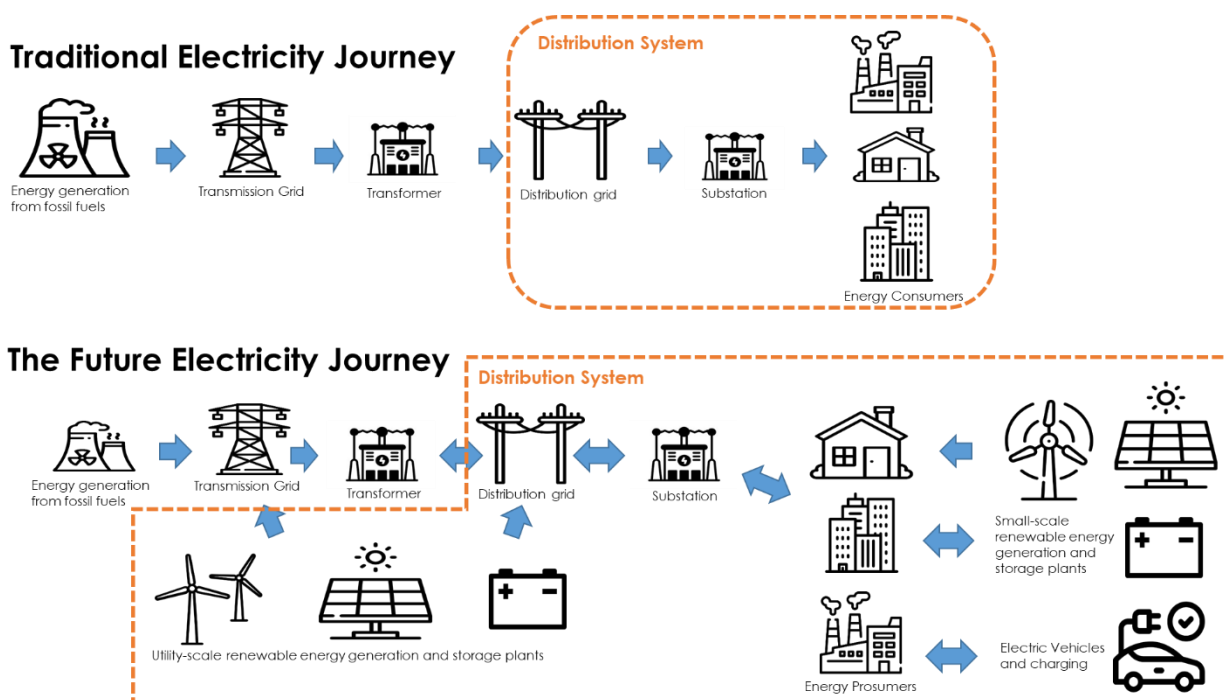 Traditional Electricity Journey
Distribution System
Energy generation
from fossil fuels
Transmission Grid
Transformer
Distribution grid
Substation
Energy Consumers
The Future Electricity Journey
Distribution System
Energy generation
from fossil fuels
Transmission Grid
Transformer
Distribution grid
Substation
Small-scale
renewable energy
generation and
storage plants
Utility-scale renewable energy generation and storage plants
Energy Prosumers
Electric Vehicles
and charging